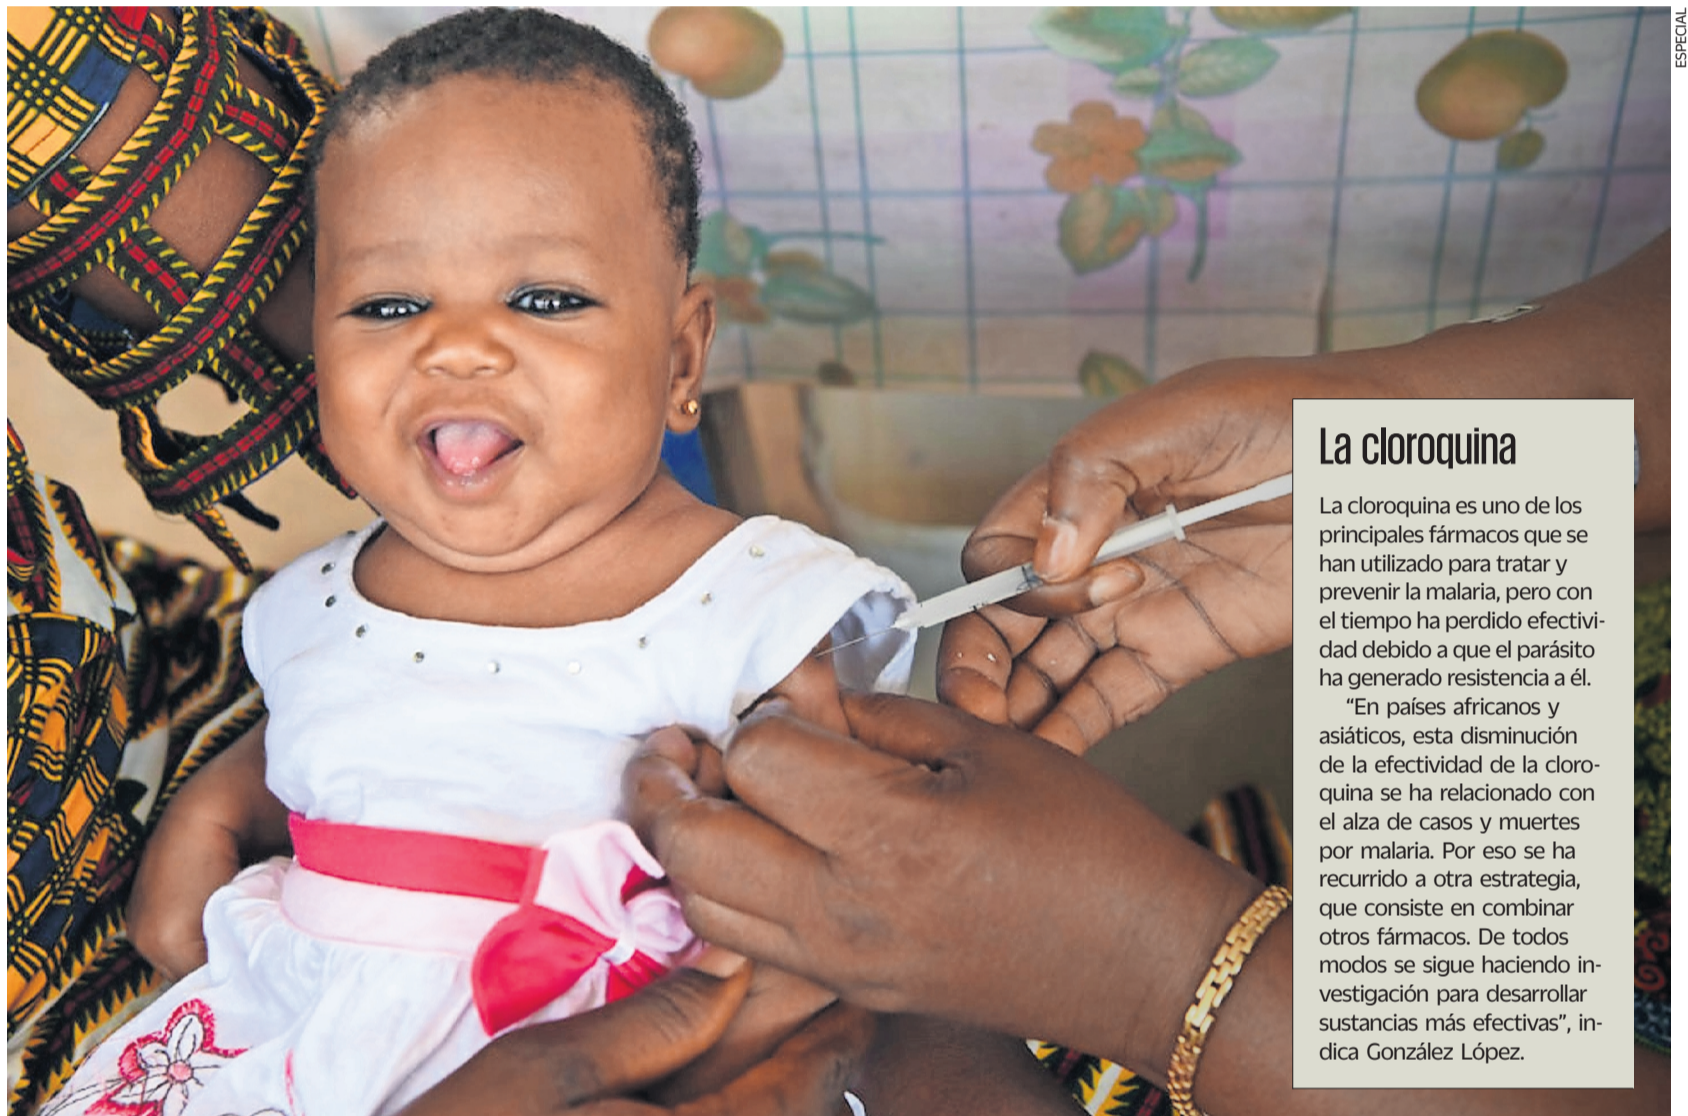 ESPECIAL
La cloroquina
La cloroquina es uno de los
principales fármacos que se
han utilizado para tratar y
prevenir la malaria, pero con
el tiempo ha perdido efectivi-
dad debido a que el parásito
ha generado resistencia a él.
“En países africanos y
asiáticos, esta disminución
de la efectividad de la cloro-
quina se ha relacionado con
el alza de casos y muertes
por malaria. Por eso se ha
recurrido a otra estrategia,
que consiste en combinar
otros fármacos. De todos
modos se sigue haciendo in-
vestigación para desarrollar
sustancias más efectivas”, in-
dica González López.